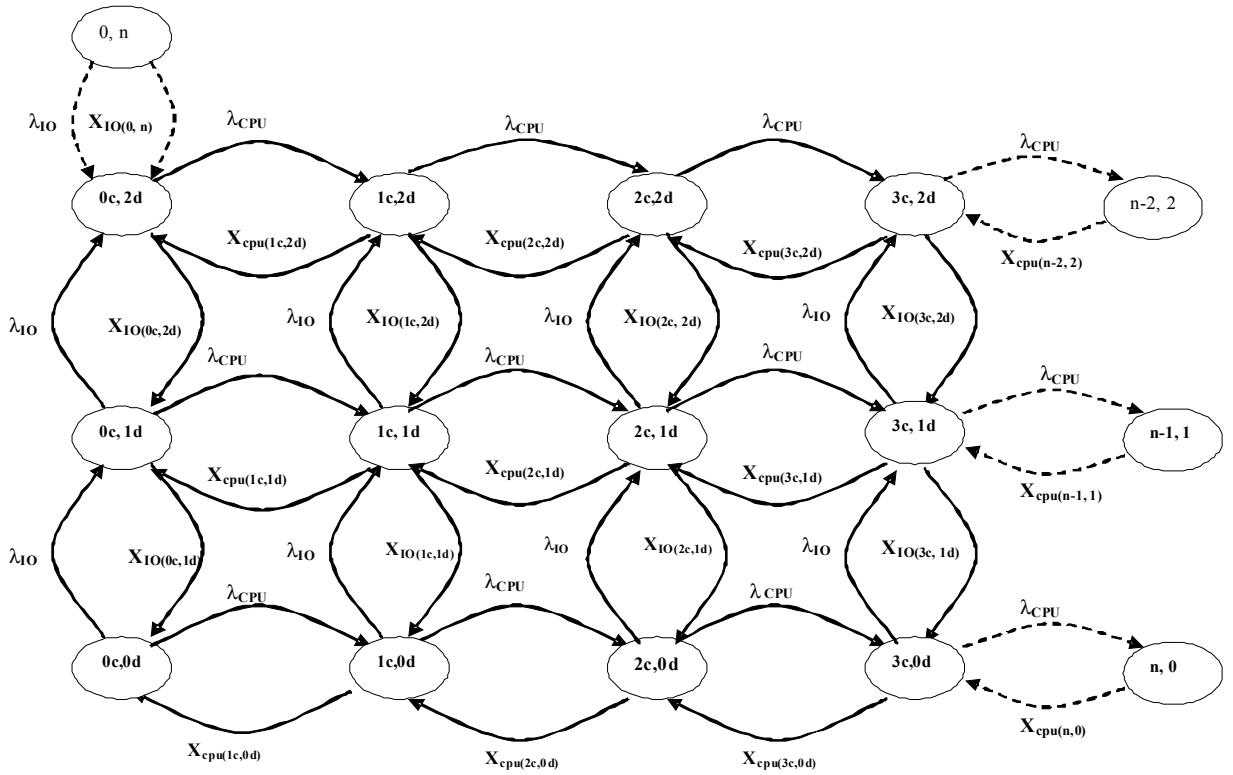 0, n
λIO
XIO(0, n)
λCPU
λCPU
λCPU
λCPU
0c, 2d
1c,2d
2c,2d
3c, 2d
n-2, 2
Xcpu(1c,2d)
Xcpu(2c,2d)
Xcpu(3c,2d)
Xcpu(n-2, 2)
λIO
XIO(0c,2d)
λIO
XIO(1c,2d)
λIO
XIO(2c, 2d)
λIO
XIO(3c,2d)
λCPU
λCPU
λCPU
λCPU
0c, 1d
1c, 1d
2c, 1d
3c, 1d
n-1, 1
Xcpu(1c,1d)
Xcpu(2c,1d)
Xcpu(3c,1d)
Xcpu(n-1, 1)
λIO
XIO(0c,1d)
λIO
XIO(1c,1d)
λIO
XIO(2c,1d)
λIO
XIO(3c, 1d)
λCPU
λCPU
λ CPU
λCPU
0c,0d
1c,0d
2c,0d
3c,0d
n, 0
Xcpu(1c,0d)
Xcpu(2c,0d)
Xcpu(3c,0d)
Xcpu(n,0)